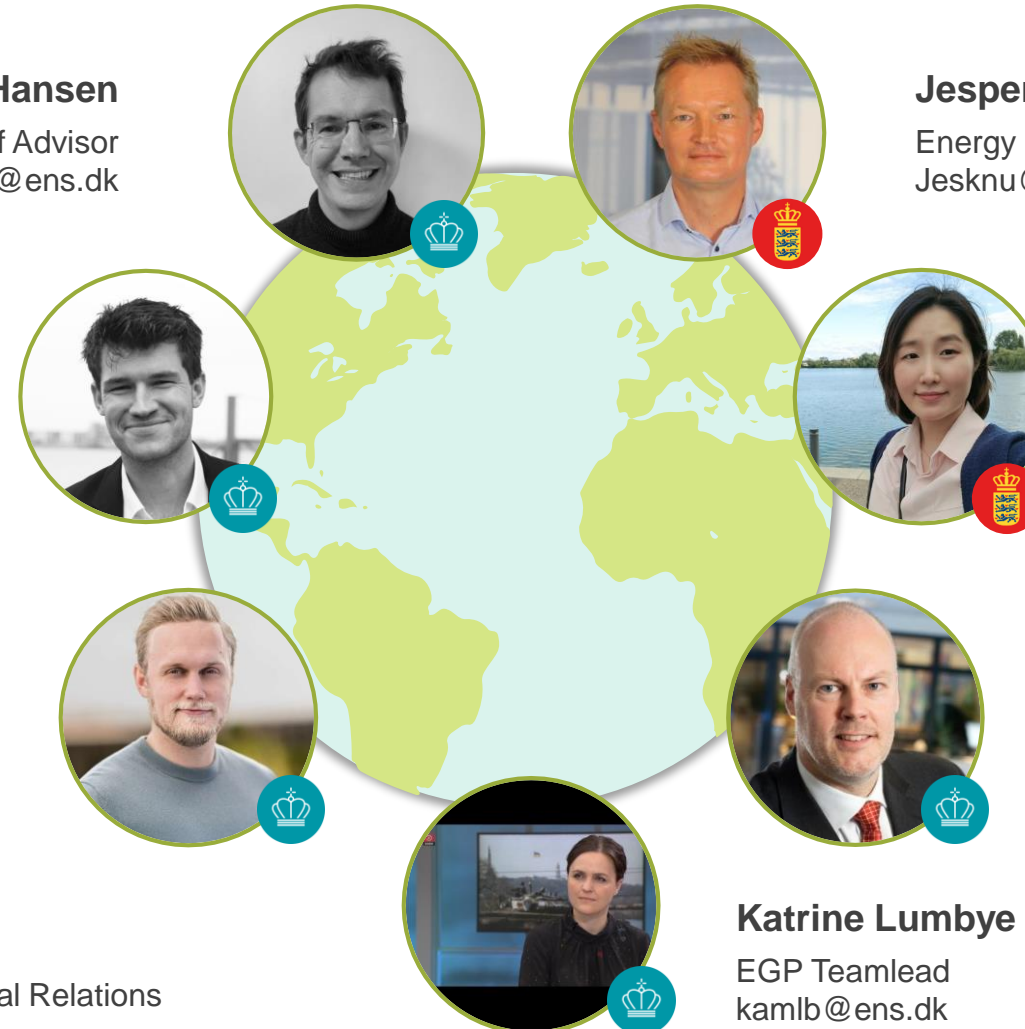 Hansen
f Advisor
@ens.dk
Jesper
Energy
Jesknu@
Katrine Lumbye
EGP Teamlead
kamlb@ens.dk
al Relations